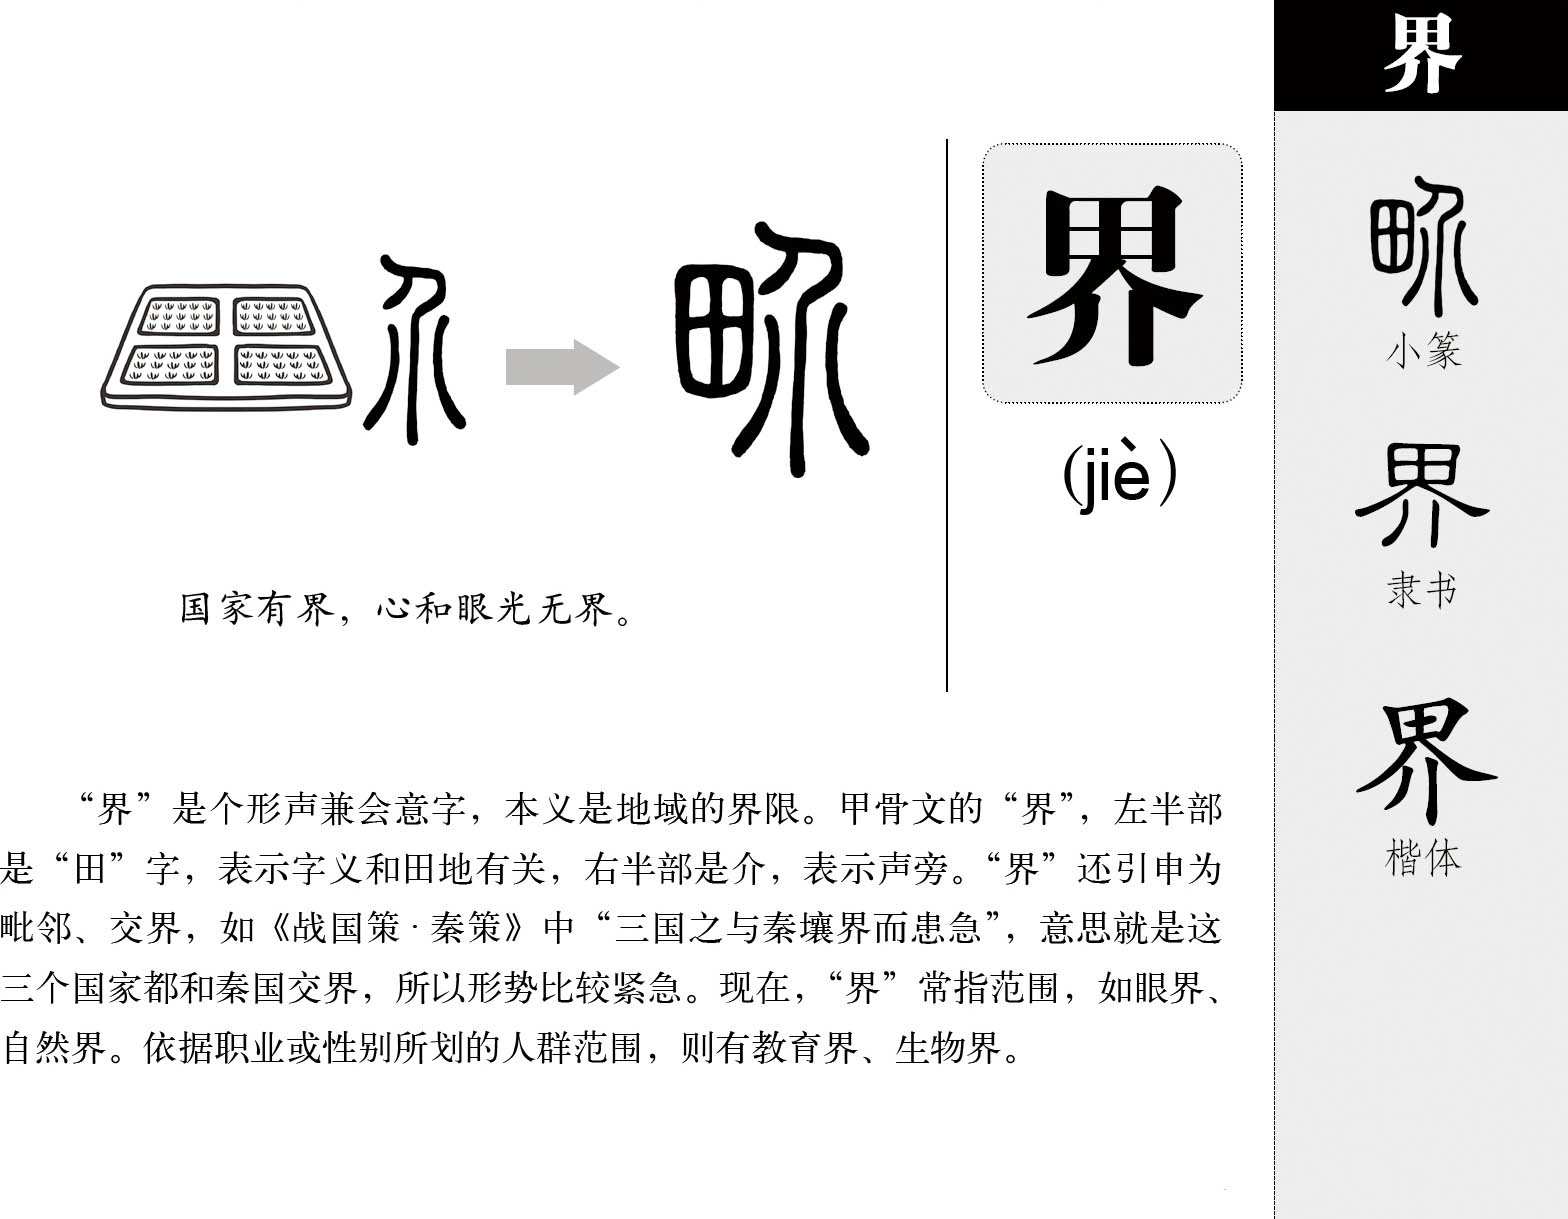 界
界
(jiè)
国家有界，心和眼光无界。
“界”是个形声兼会意字，本义是地域的界限。甲骨文的“界”，左半部
是“田”字，表示字义和田地有关，右半部是介，表示声旁。“界”还引申为
毗邻、交界，如《战国策·秦策》中“三国之与秦壤界而患急”，意思就是这
三个国家都和秦国交界，所以形势比较紧急。现在，“界”常指范围，如眼界、
自然界。依据职业或性别所划的人群范围，则有教育界、生物界。
界
小篆
界
隶书
界
楷体